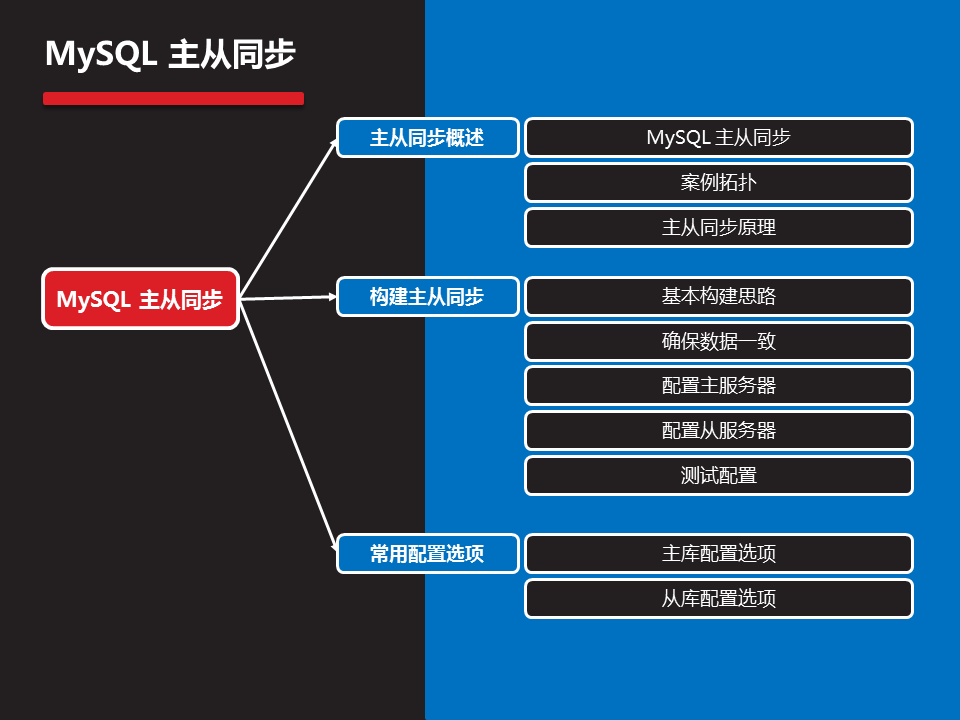 MySQL 主从同步
MySQL 主从同步
主从同步概述
MySQL 主从同步
案例拓扑
主从同步原理
构建主从同步
基本构建思路
确保数据一致
配置主服务器
配置从服务器
测试配置
常用配置选项
主库配置选项
从库配置选项